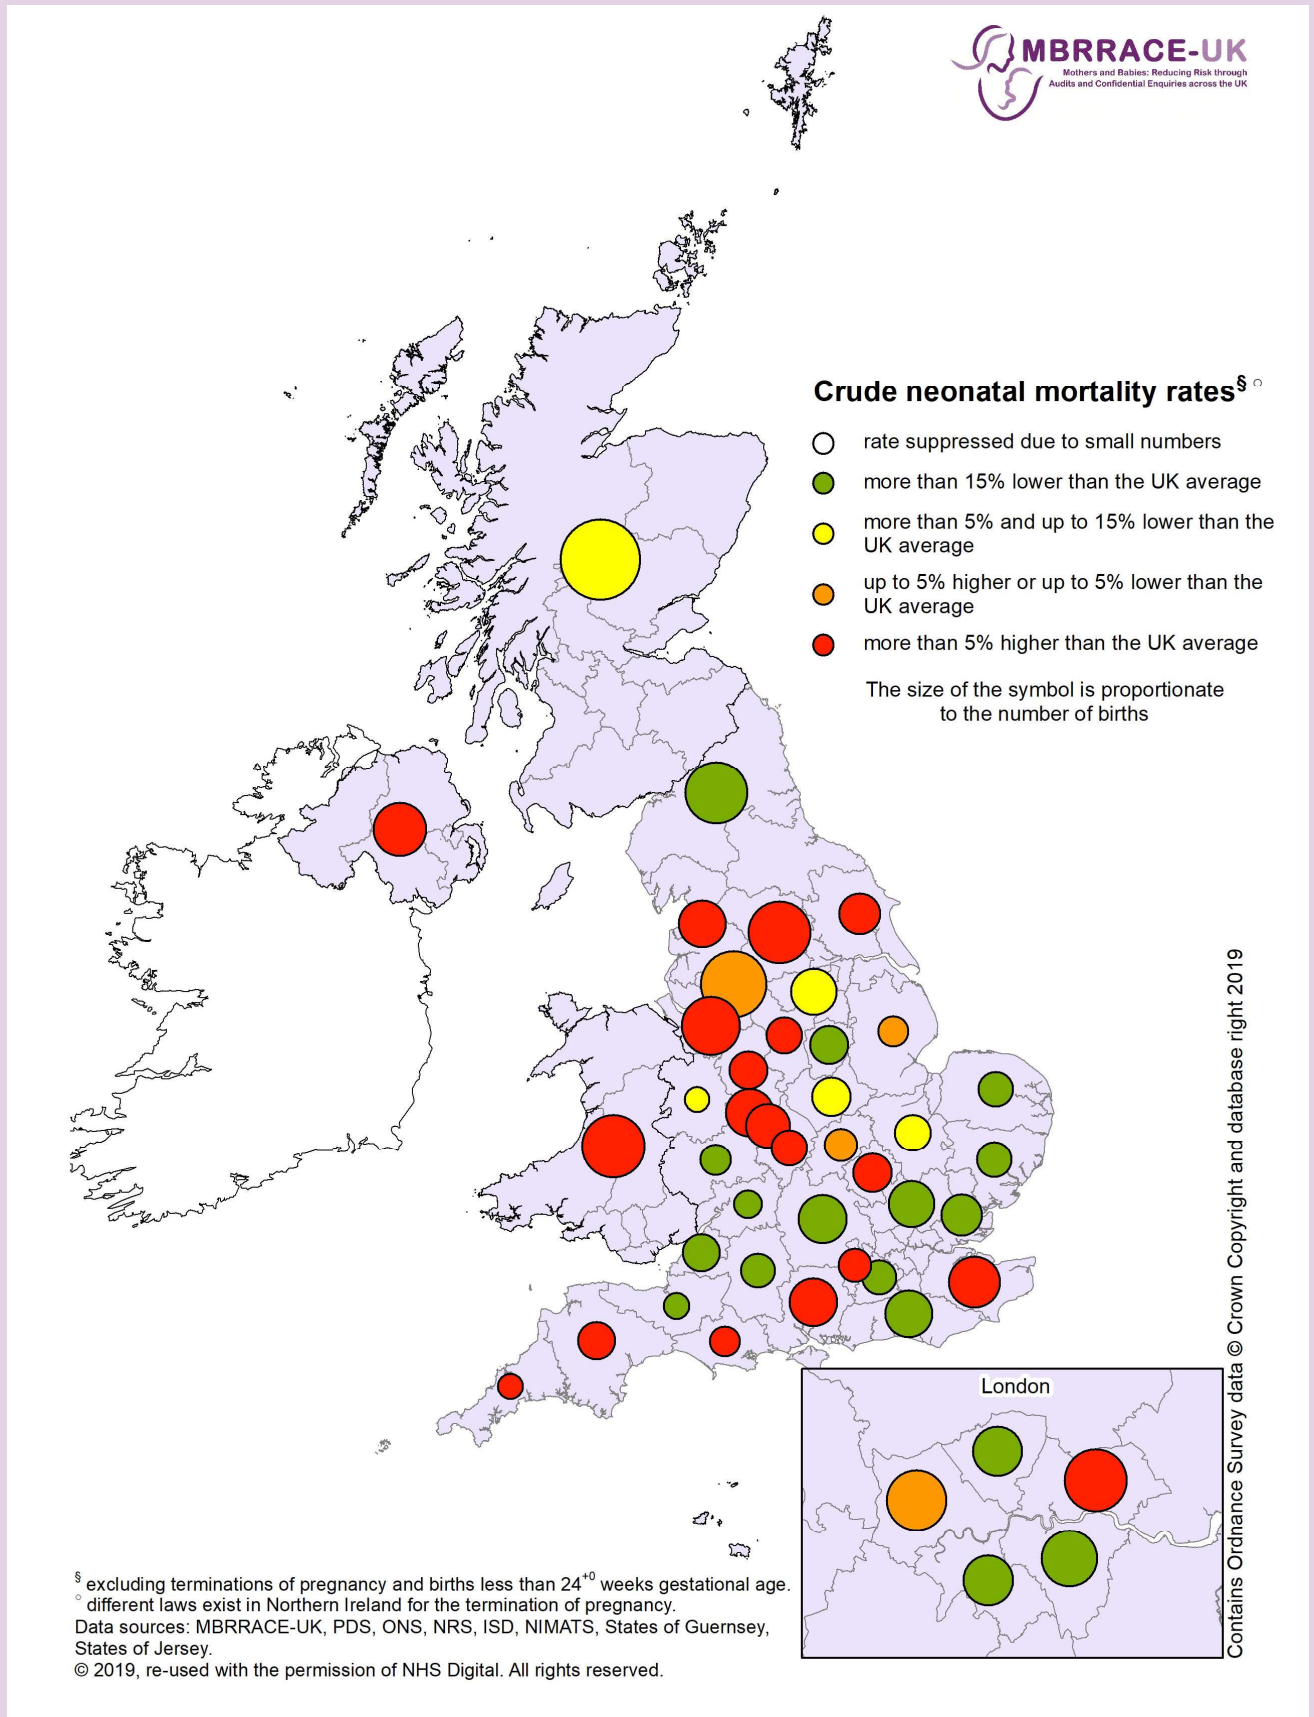 MBRRACE-UK
Mothers and Babies: Reducing Risk through
Audits and Confidential Enquiries across the UK
Crude neonatal mortality rates§ ○
rate suppressed due to small numbers
more than 15% lower than the UK average
more than 5% and up to 15% lower than the
UK average
up to 5% higher or up to 5% lower than the
UK average
more than 5% higher than the UK average
The size of the symbol is proportionate
to the number of births
Contains Ordnance Survey data © Crown Copyright and database right 2019
London
§ excluding terminations of pregnancy and births less than 24+0 weeks gestational age.
○ different laws exist in Northern Ireland for the termination of pregnancy.
Data sources: MBRRACE-UK, PDS, ONS, NRS, ISD, NIMATS, States of Guernsey,
States of Jersey.
© 2019, re-used with the permission of NHS Digital. All rights reserved.